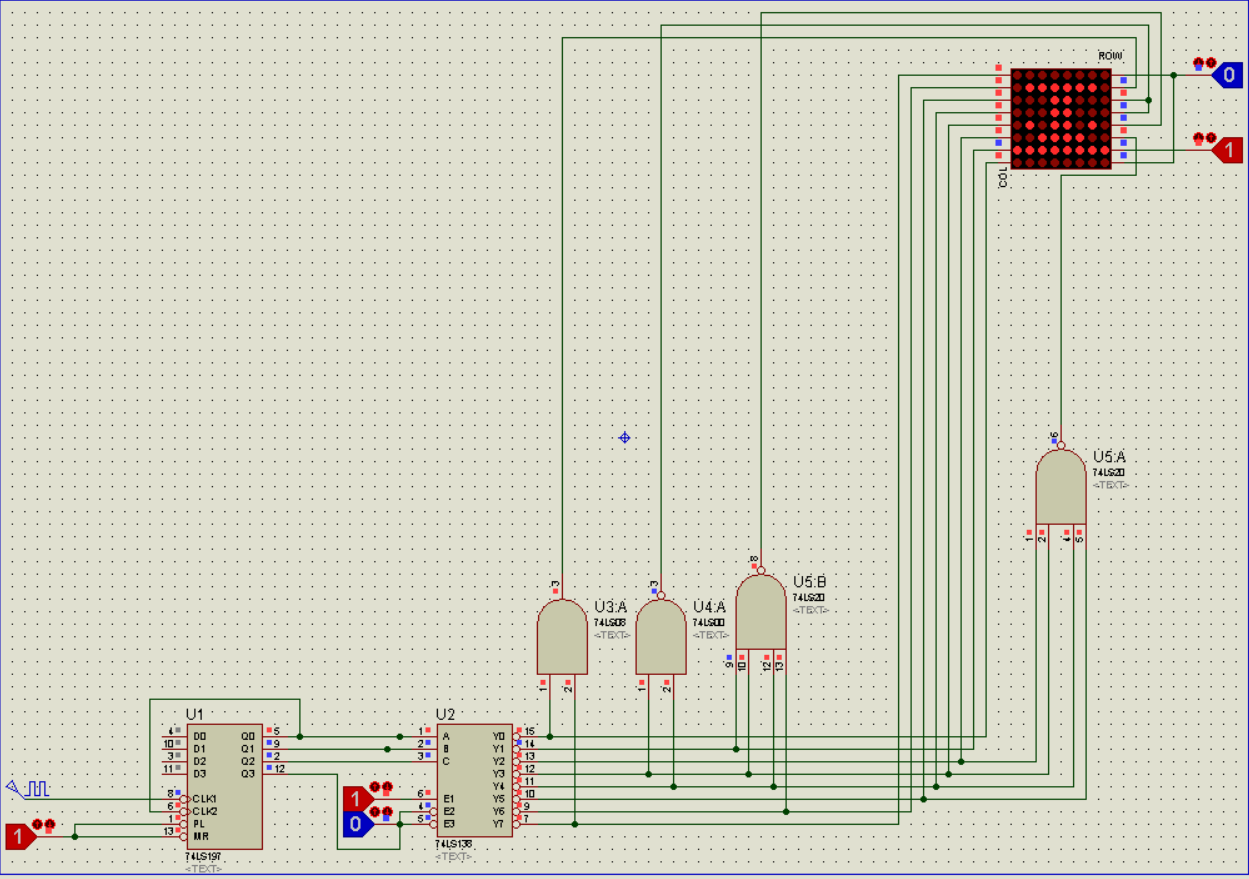 ROW
0
1
COL
6
U5:A
74LS20
<TEXT>
1
2
4
5
8
U5:B
74LS20
<TEXT>
9
10
12
13
3
U3:A
74LS08
<TEXT>
1
2
3
U4:A
74LS00
<TEXT>
1
2
U1
4 D0 Q0 5
10 D1 Q1 9
3 D2 Q2 2
11 D3 Q3 12
8 CLK1
6 CLK2
1 PL
13 MR
74LS197
<TEXT>
1
U2
1 A Y0 15
2 B Y1 14
3 C Y2 13
Y3 12
Y4 11
6 E1 Y5 10
4 E2 Y6 9
5 E3 Y7 7
74LS138
<TEXT>
1
0